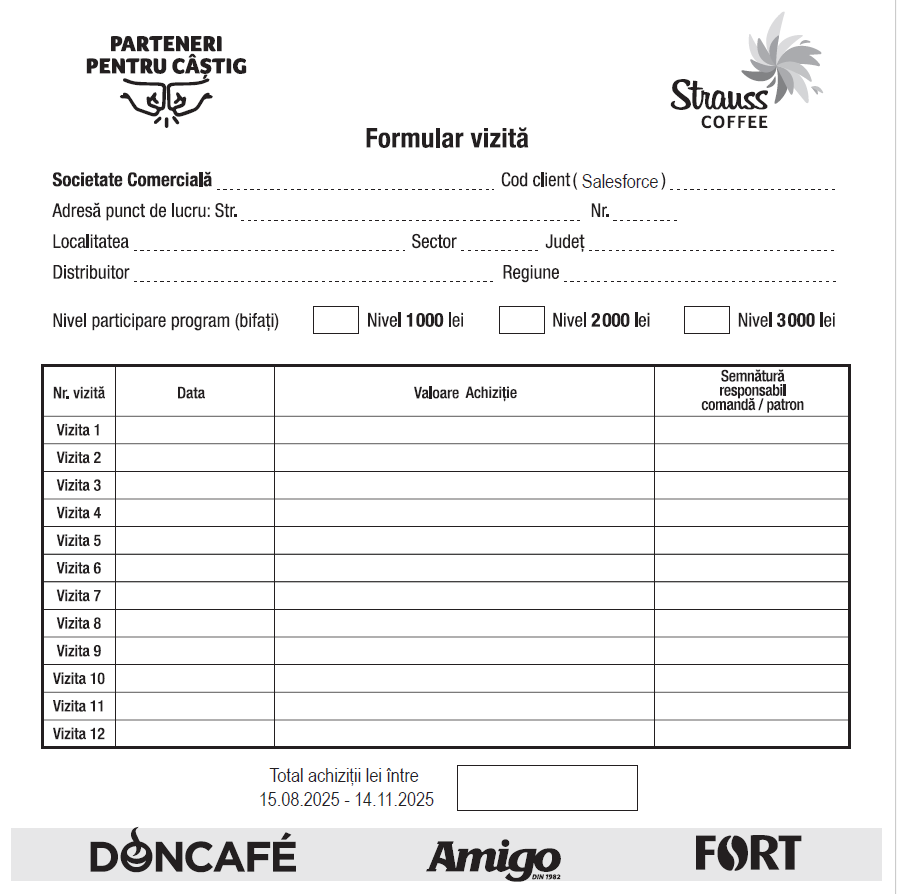 PARTENERI
PENTRU CÂȘTIG
Strauss
COFFEE
Formular vizită
Societate Comercială Cod client ( Salesforce )
Adresă punct de lucru: Str. Nr.
Localitatea Sector Județ
Distribuitor Regiune
Nivel participare program (bifați) Nivel 1000 lei Nivel 2000 lei Nivel 3000 lei
Nr. vizită Data Valoare Achiziție Semnătură
responsabil
comandă / patron
Vizita 1
Vizita 2
Vizita 3
Vizita 4
Vizita 5
Vizita 6
Vizita 7
Vizita 8
Vizita 9
Vizita 10
Vizita 11
Vizita 12
Total achiziții lei între
15.08.2025 - 14.11.2025
DONCAFÉ Amigo FORT
DIN 1982